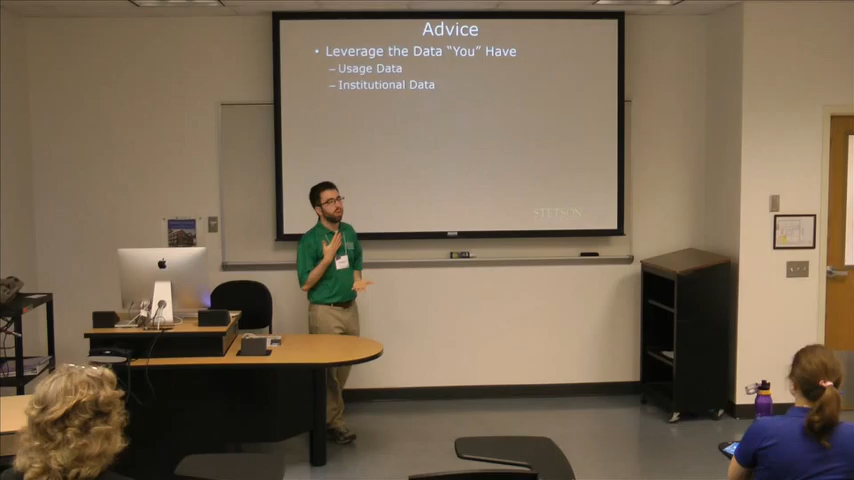 Advice
• Leverage the Data “You” Have
– Usage Data
– Institutional Data
STETSON